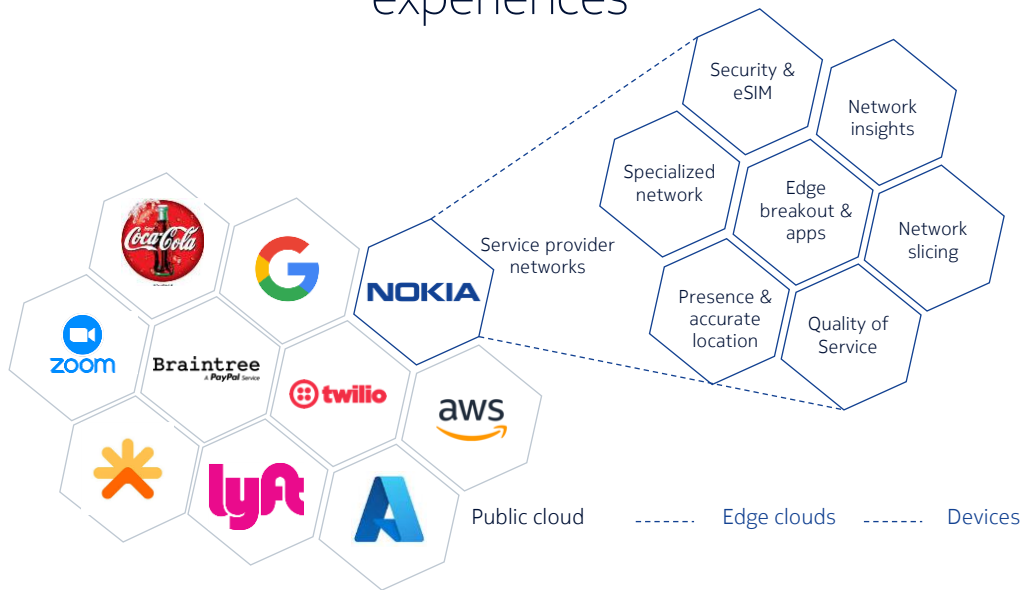 experiences
Security &
eSIM
Network
insights
Specialized
network
Edge
breakout &
apps
Network
slicing
Service provider
networks
Presence &
accurate
location
Quality of
Service
Coca-Cola
G
NOKIA
zoom
Braintree
A PayPal Service
twilio
aws
lyft
A
Public cloud
Edge clouds
Devices